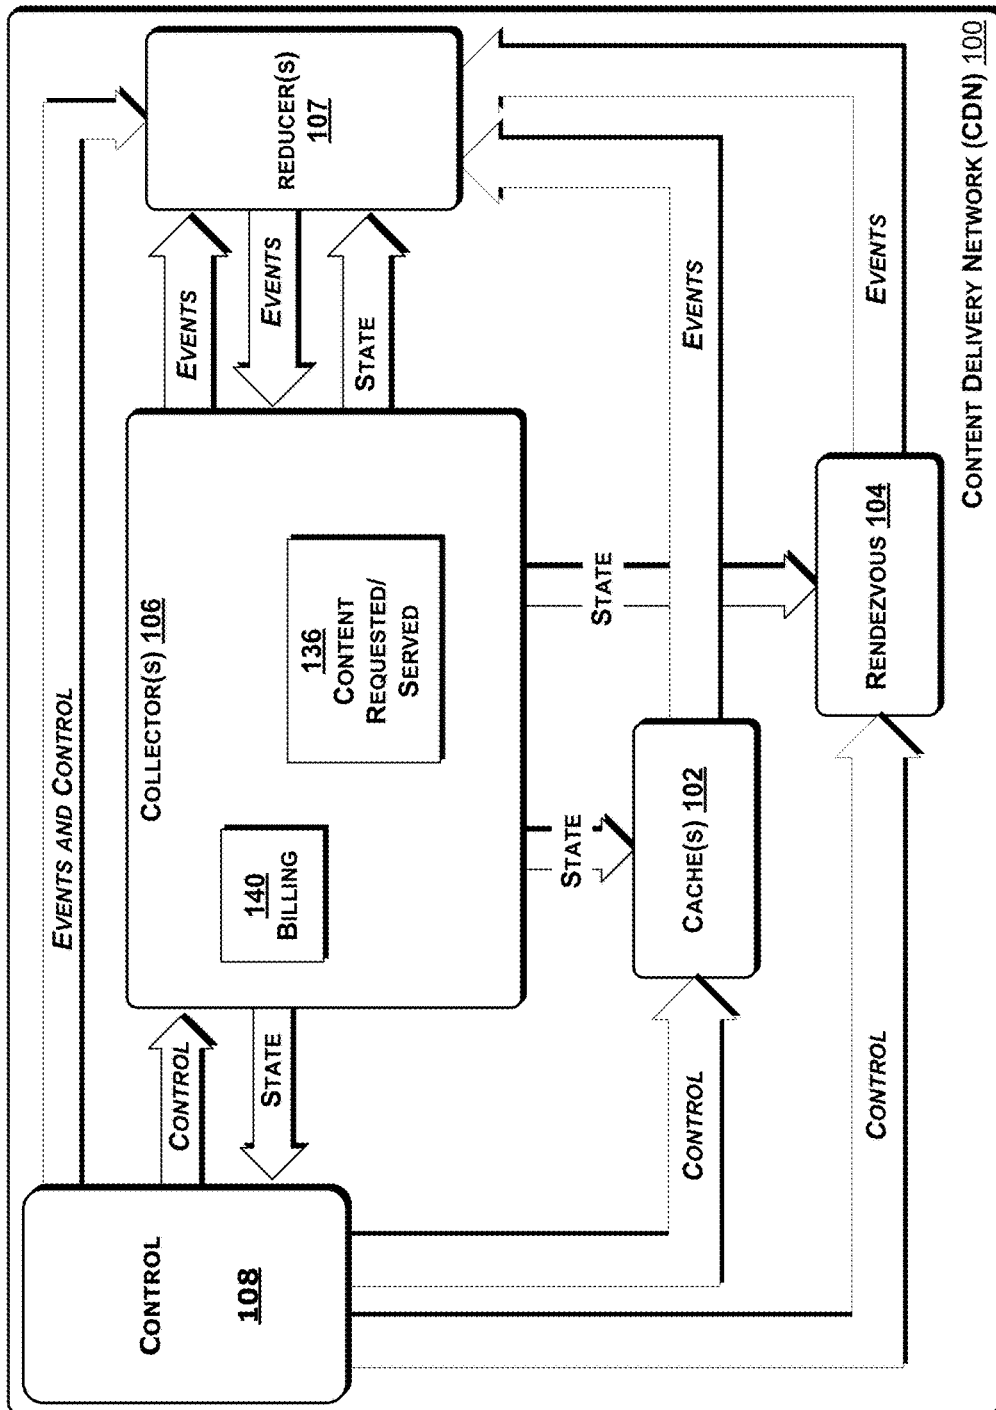 EVENTS AND CONTROL
CONTROL
108
CONTROL
STATE
COLLECTOR(S) 106
140
BILLING
136
CONTENT
REQUESTED/
SERVED
EVENTS
EVENTS
STATE
REDUCER(S)
107
STATE
STATE
CONTROL
CACHE(S) 102
EVENTS
CONTROL
RENDEZVOUS 104
EVENTS
CONTENT DELIVERY NETWORK (CDN) 100